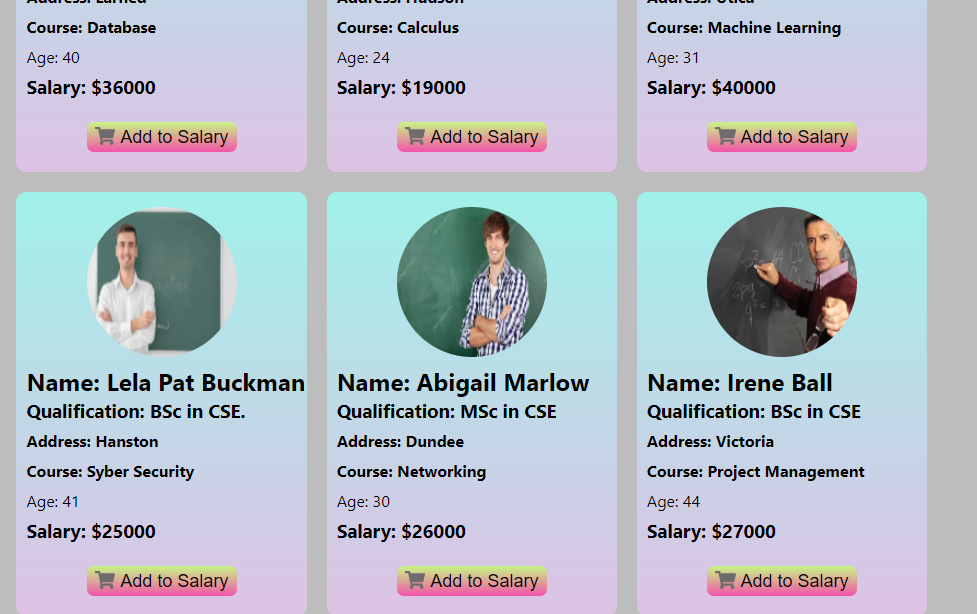 Address: Larned
Address: Hudson
Address: Utica
Course: Database
Course: Calculus
Course: Machine Learning
Age: 40
Age: 24
Age: 31
Salary: $36000
Salary: $19000
Salary: $40000
Add to Salary
Add to Salary
Add to Salary
Name: Lela Pat Buckman
Qualification: BSc in CSE.
Address: Hanston
Course: Syber Security
Age: 41
Salary: $25000
Add to Salary
Name: Abigail Marlow
Qualification: MSc in CSE
Address: Dundee
Course: Networking
Age: 30
Salary: $26000
Add to Salary
Name: Irene Ball
Qualification: BSc in CSE
Address: Victoria
Course: Project Management
Age: 44
Salary: $27000
Add to Salary